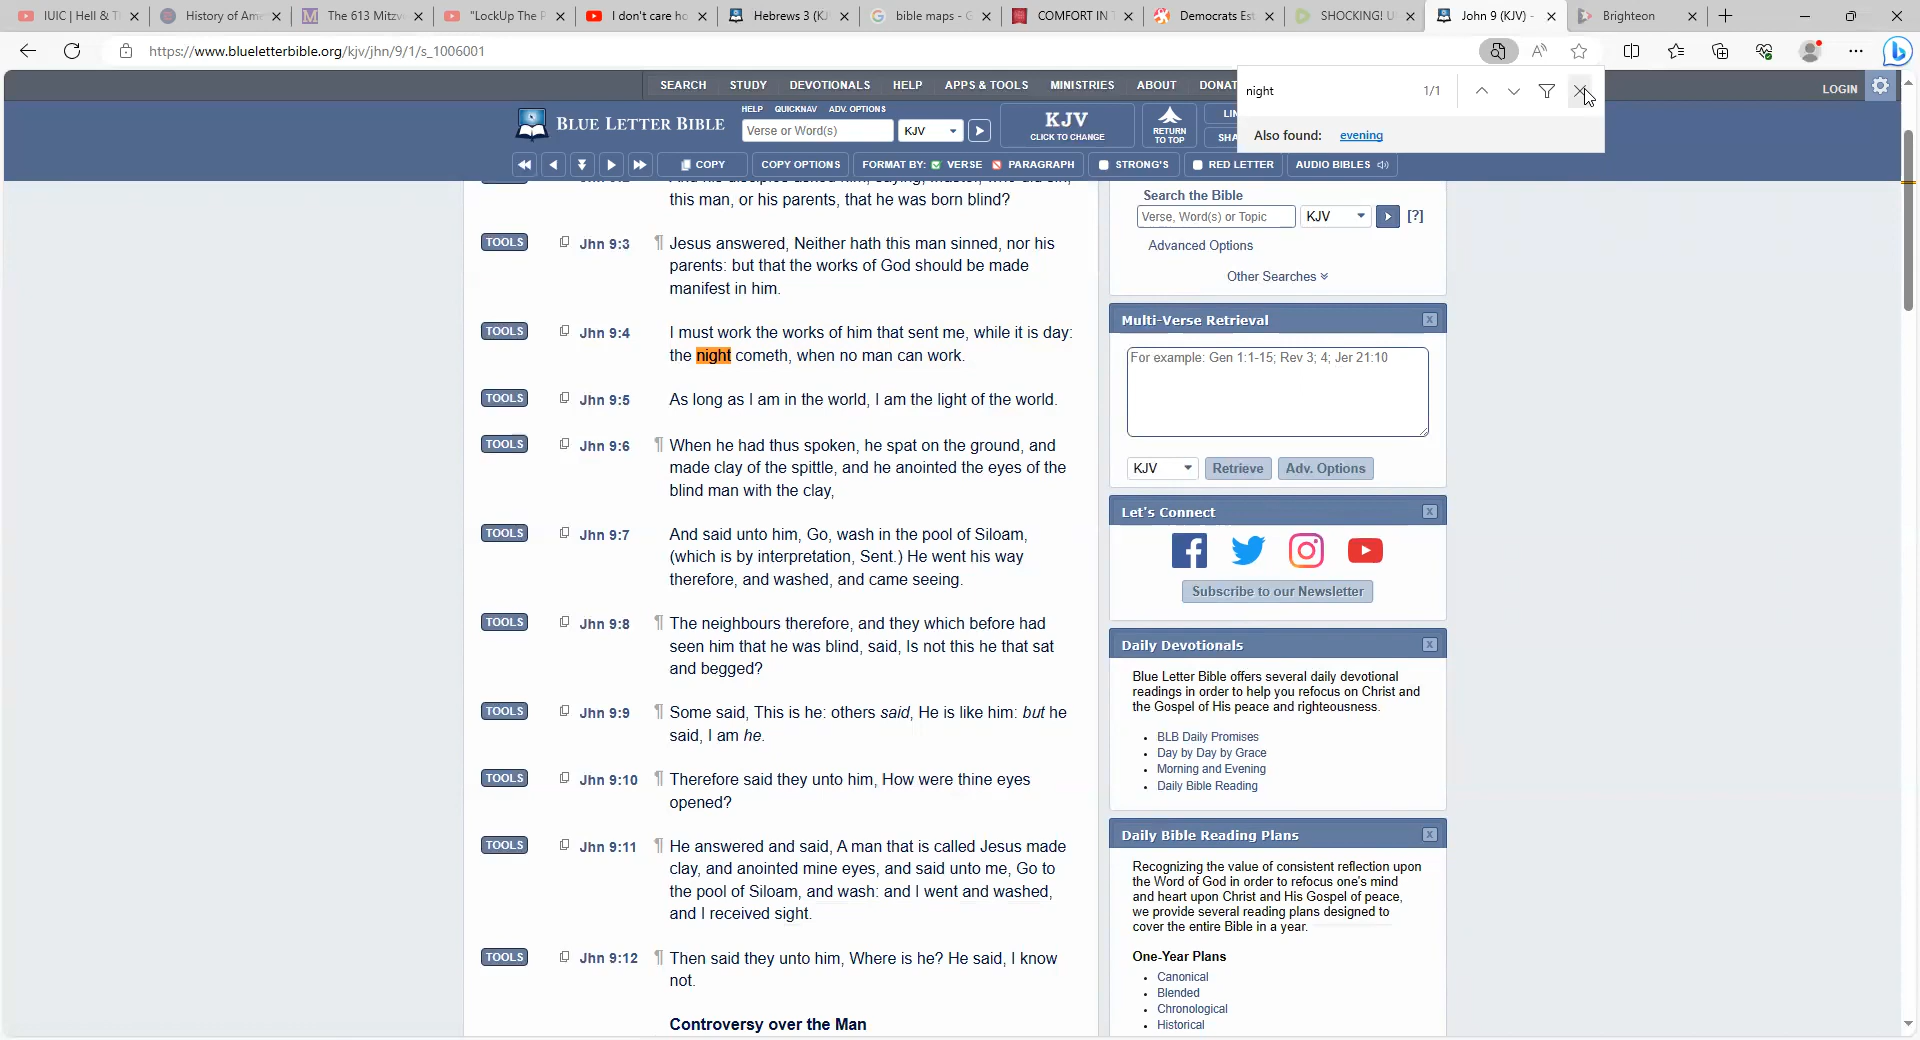 IUIC | Hell & T
History of Ame
The 613 Mitzv
"LockUp The P
I don't care ho
Hebrews 3 (KJ
bible maps - G
COMFORT IN T
Democrats Est
SHOCKING! U
John 9 (KJV) -
Brighteon
https://www.blueletterbible.org/kjv/jhn/9/1/s_1006001
night
1/1
Also found: evening
SEARCH STUDY DEVOTIONALS HELP APPS & TOOLS MINISTRIES ABOUT DONAT
LOGIN
BLUE LETTER BIBLE
HELP QUICKNAV ADV. OPTIONS
Verse or Word(s)
KJV
KJV
CLICK TO CHANGE
RETURN
TO TOP
LIN
SHA
COPY
COPY OPTIONS
FORMAT BY: VERSE PARAGRAPH
STRONG'S
RED LETTER
AUDIO BIBLES
this man, or his parents, that he was born blind?
TOOLS Jhn 9:3 ¶ Jesus answered, Neither hath this man sinned, nor his
parents: but that the works of God should be made
manifest in him.
TOOLS Jhn 9:4 I must work the works of him that sent me, while it is day:
the night cometh, when no man can work.
TOOLS Jhn 9:5 As long as I am in the world, I am the light of the world.
TOOLS Jhn 9:6 ¶ When he had thus spoken, he spat on the ground, and
made clay of the spittle, and he anointed the eyes of the
blind man with the clay,
TOOLS Jhn 9:7 And said unto him, Go, wash in the pool of Siloam,
(which is by interpretation, Sent.) He went his way
therefore, and washed, and came seeing.
TOOLS Jhn 9:8 ¶ The neighbours therefore, and they which before had
seen him that he was blind, said, Is not this he that sat
and begged?
TOOLS Jhn 9:9 ¶ Some said, This is he: others said, He is like him: but he
said, I am he.
TOOLS Jhn 9:10 ¶ Therefore said they unto him, How were thine eyes
opened?
TOOLS Jhn 9:11 ¶ He answered and said, A man that is called Jesus made
clay, and anointed mine eyes, and said unto me, Go to
the pool of Siloam, and wash: and I went and washed,
and I received sight.
TOOLS Jhn 9:12 ¶ Then said they unto him, Where is he? He said, I know
not.
Controversy over the Man
Search the Bible
Verse, Word(s) or Topic
KJV
[?]
Advanced Options
Other Searches
Multi-Verse Retrieval
For example: Gen 1:1-15; Rev 3; 4; Jer 21:10
KJV
Retrieve
Adv. Options
Let's Connect
Subscribe to our Newsletter
Daily Devotionals
Blue Letter Bible offers several daily devotional
readings in order to help you refocus on Christ and
the Gospel of His peace and righteousness.
• BLB Daily Promises
• Day by Day by Grace
• Morning and Evening
• Daily Bible Reading
Daily Bible Reading Plans
Recognizing the value of consistent reflection upon
the Word of God in order to refocus one's mind
and heart upon Christ and His Gospel of peace,
we provide several reading plans designed to
cover the entire Bible in a year.
One-Year Plans
• Canonical
• Blended
• Chronological
• Historical